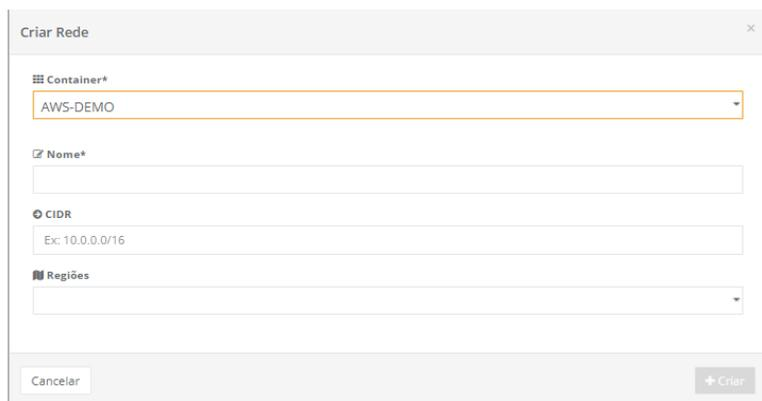 Criar Rede
×
Container*
AWS-DEMO
Nome*
CIDR
Ex: 10.0.0.0/16
Regiões
Cancelar
+ Criar